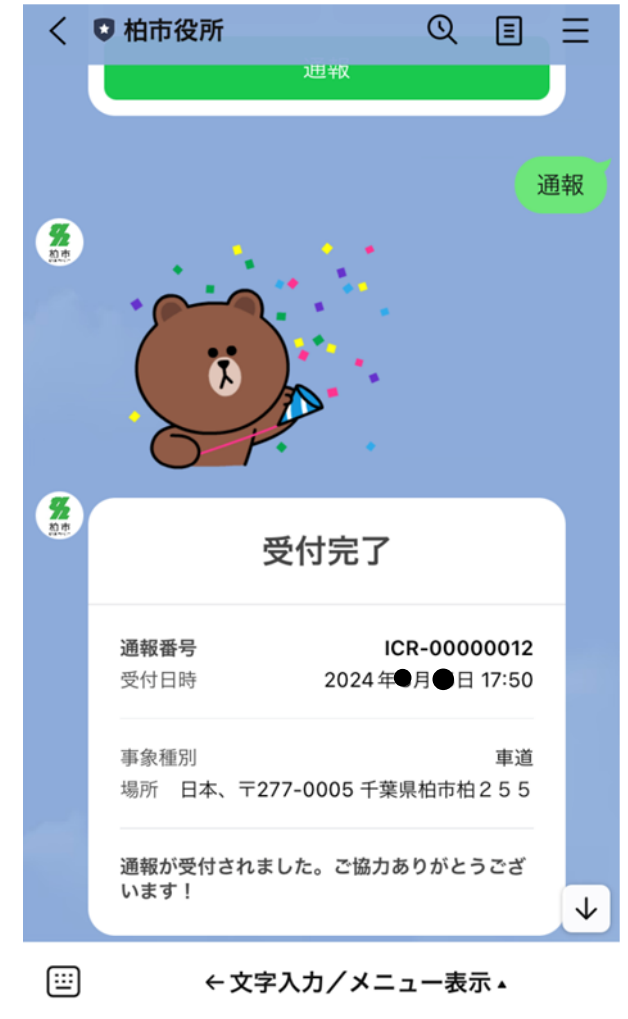 柏市役所
通報
通報
柏市
柏市
受付完了
通報番号 ICR-00000012
受付日時 2024年●月●日 17:50
事象種別 車道
場所 日本、〒277-0005 千葉県柏市柏２５５
通報が受付されました。ご協力ありがとうござ
います！
←文字入力／メニュー表示▲